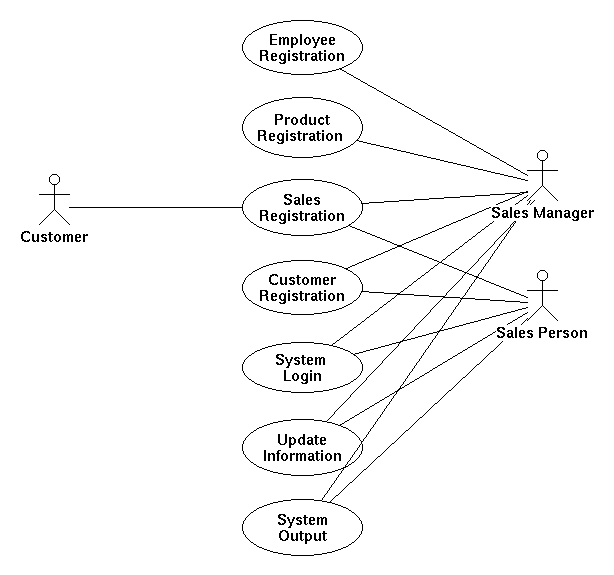 Employee
Registration
Product
Registration
Sales
Registration
Customer
Sales Manager
Customer
Registration
Sales Person
System
Login
Update
Information
System
Output